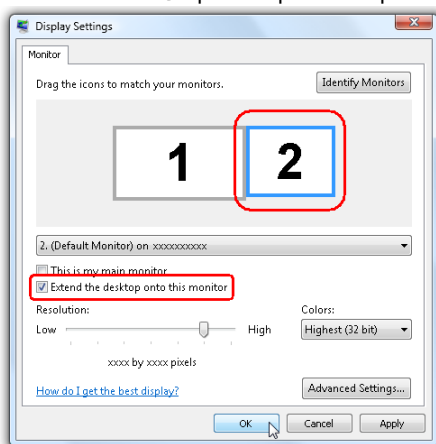 Display Settings
Monitor
Drag the icons to match your monitors.
Identify Monitors
1
2
2. (Default Monitor) on xxxxxxxxxx
This is my main monitor
Extend the desktop onto this monitor
Resolution:
Colors:
Low
High
Highest (32 bit)
xxxx by xxxx pixels
How do I get the best display?
Advanced Settings...
OK
Cancel
Apply